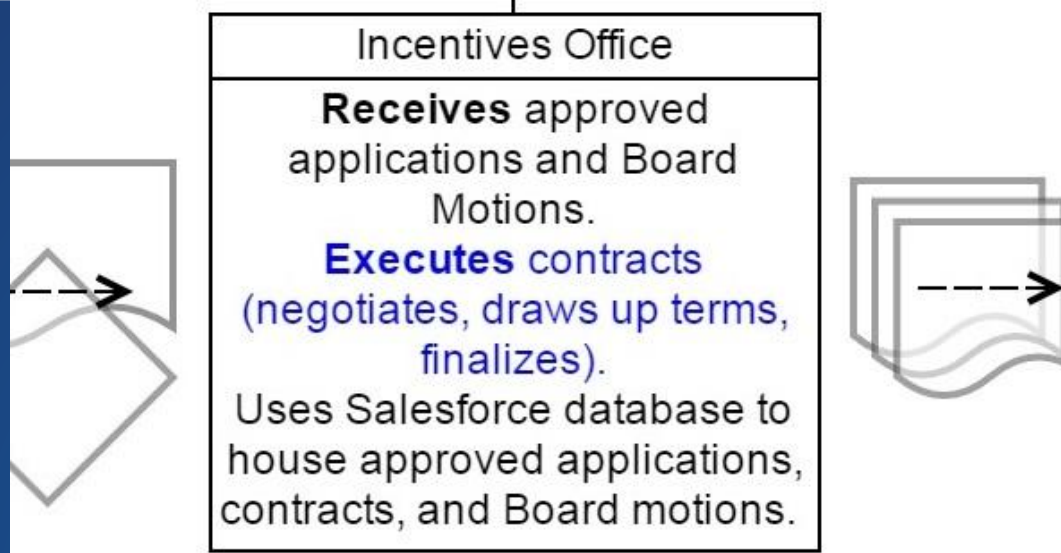 Incentives Office
Receives approved
applications and Board
Motions.
Executes contracts
(negotiates, draws up terms,
finalizes).
Uses Salesforce database to
house approved applications,
contracts, and Board motions.